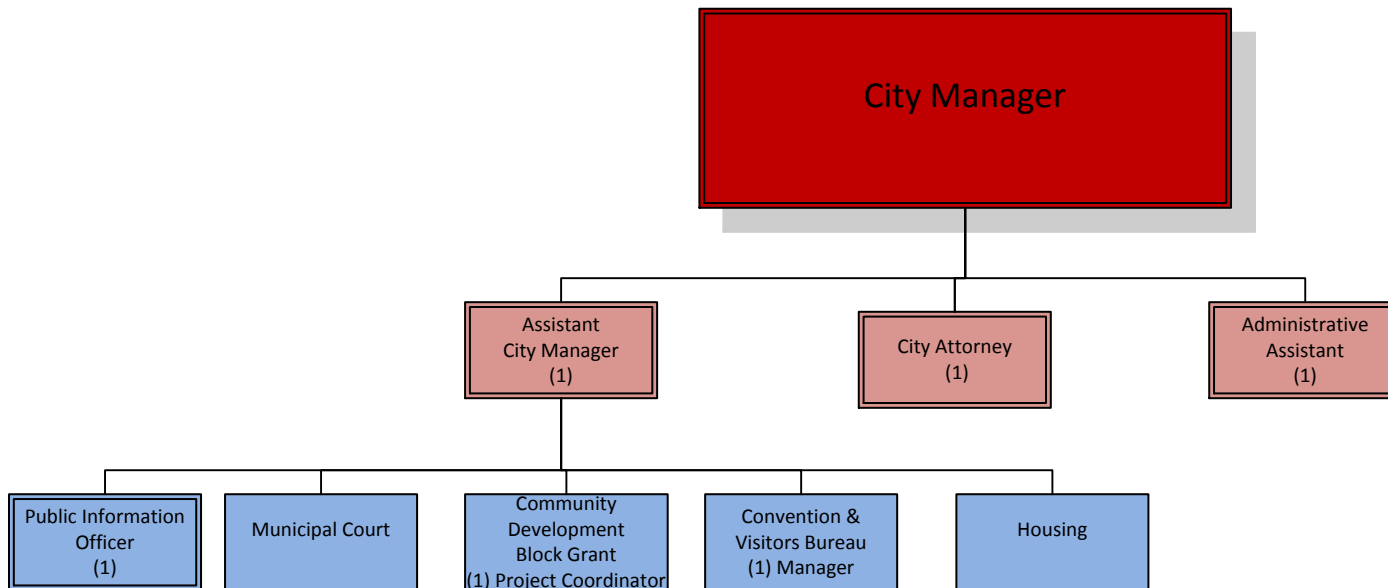 City Manager
Assistant
City Manager
(1)
City Attorney
(1)
Administrative
Assistant
(1)
Public Information
Officer
(1)
Municipal Court
Community
Development
Block Grant
(1) Project Coordinator
Convention &
Visitors Bureau
(1) Manager
Housing